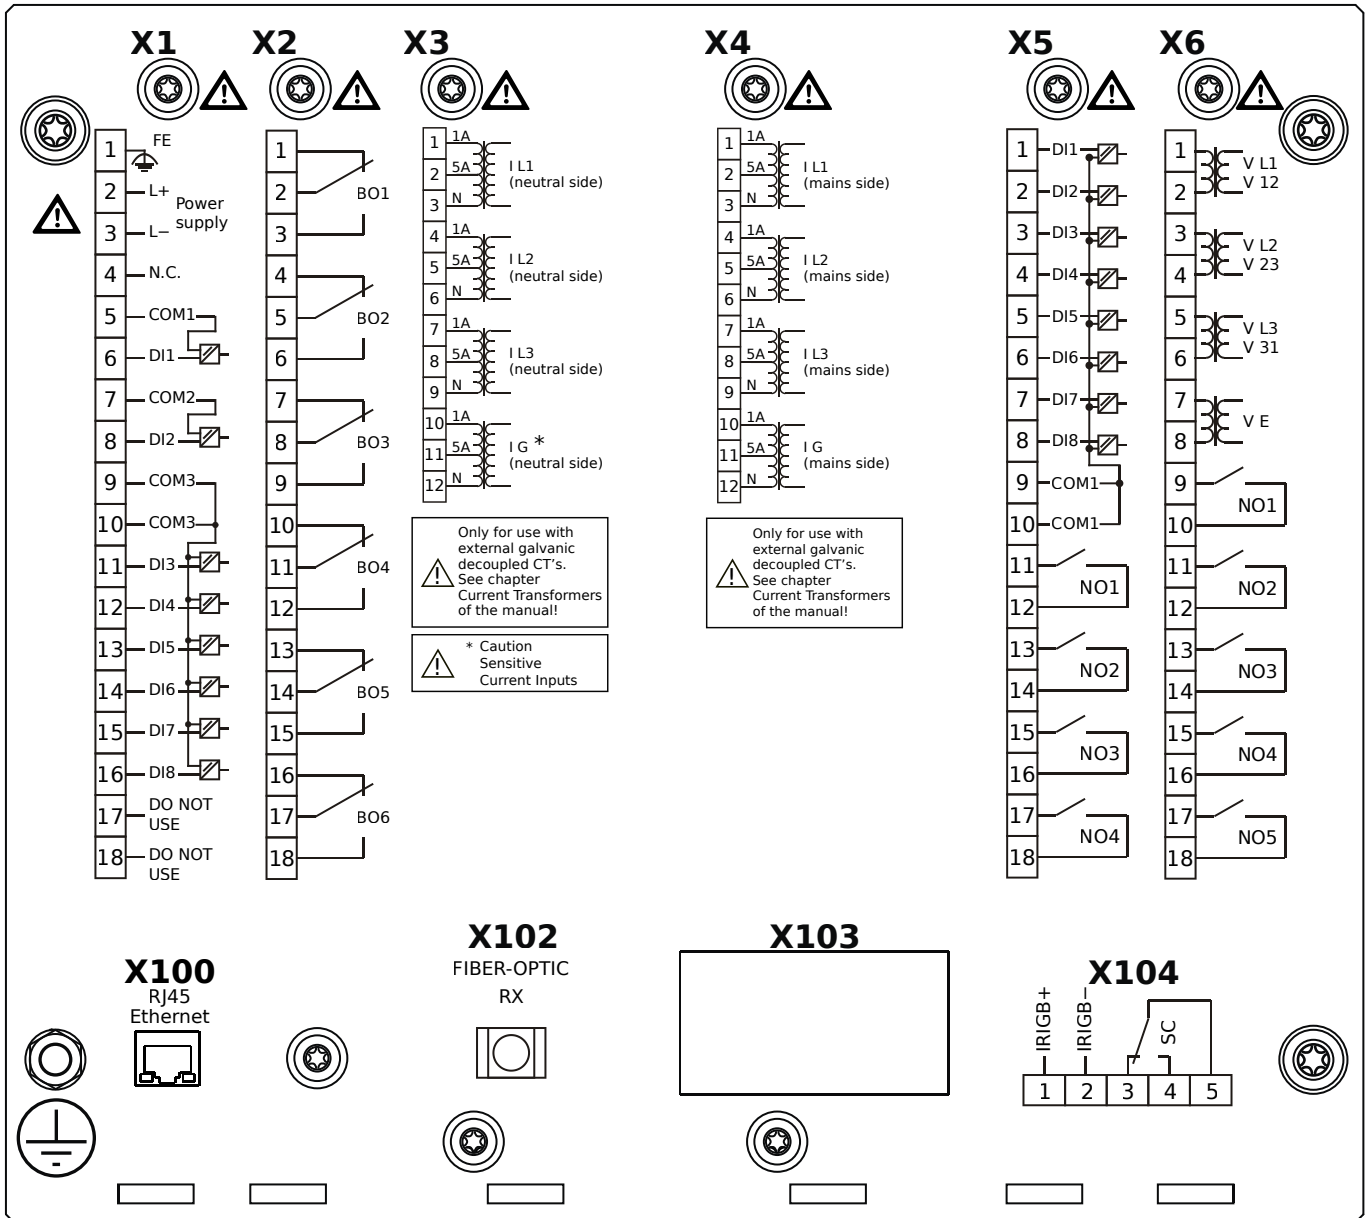 X1
X2
X3
X4
X5
X6
1 FE
2 L+
Power
supply
3 L−
4 N.C.
5 COM1
6 DI1
7 COM2
8 DI2
9 COM3
10 COM3
11 DI3
12 DI4
13 DI5
14 DI6
15 DI7
16 DI8
17 DO NOT
USE
18 DO NOT
USE
1
2 BO1
3
4
5 BO2
6
7
8 BO3
9
10
11 BO4
12
13
14 BO5
15
16
17 BO6
18
1 1A
2 5A I L1
(neutral side)
3 N
4 1A
5 5A I L2
(neutral side)
6 N
7 1A
8 5A I L3
(neutral side)
9 N
10 1A
11 5A I G *
(neutral side)
12 N
Only for use with
external galvanic
decoupled CT’s.
See chapter
Current Transformers
of the manual!
* Caution
Sensitive
Current Inputs
1 1A
2 5A I L1
(mains side)
3 N
4 1A
5 5A I L2
(mains side)
6 N
7 1A
8 5A I L3
(mains side)
9 N
10 1A
11 5A I G
(mains side)
12 N
Only for use with
external galvanic
decoupled CT’s.
See chapter
Current Transformers
of the manual!
1 DI1
2 DI2
3 DI3
4 DI4
5 DI5
6 DI6
7 DI7
8 DI8
9 COM1
10 COM1
11
NO1
12
13
NO2
14
15
NO3
16
17
NO4
18
1 V L1
2 V 12
3 V L2
4 V 23
5 V L3
6 V 31
7
V E
8
9
NO1
10
11
NO2
12
13
NO3
14
15
NO4
16
17
NO5
18
X100
RJ45
Ethernet
X102
FIBER-OPTIC
RX
X103
X104
IRIGB+
IRIGB−
SC
1 2 3 4 5